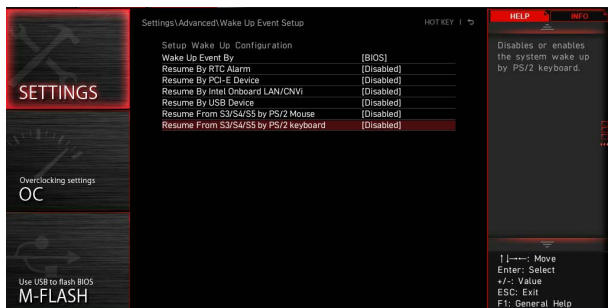 Settings\Advanced\Wake Up Event Setup
HOT KEY | ⮌
HELP
INFO
Setup Wake Up Configuration
Wake Up Event By [BIOS]
Resume By RTC Alarm [Disabled]
Resume By PCI-E Device [Disabled]
Resume By Intel Onboard LAN/CNVi [Disabled]
Resume By USB Device [Disabled]
Resume From S3/S4/S5 by PS/2 Mouse [Disabled]
Resume From S3/S4/S5 by PS/2 keyboard [Disabled]
SETTINGS
Overclocking settings
OC
Use USB to flash BIOS
M-FLASH
Disables or enables
the system wake up
by PS/2 keyboard.
↑↓→←: Move
Enter: Select
+/-: Value
ESC: Exit
F1: General Help